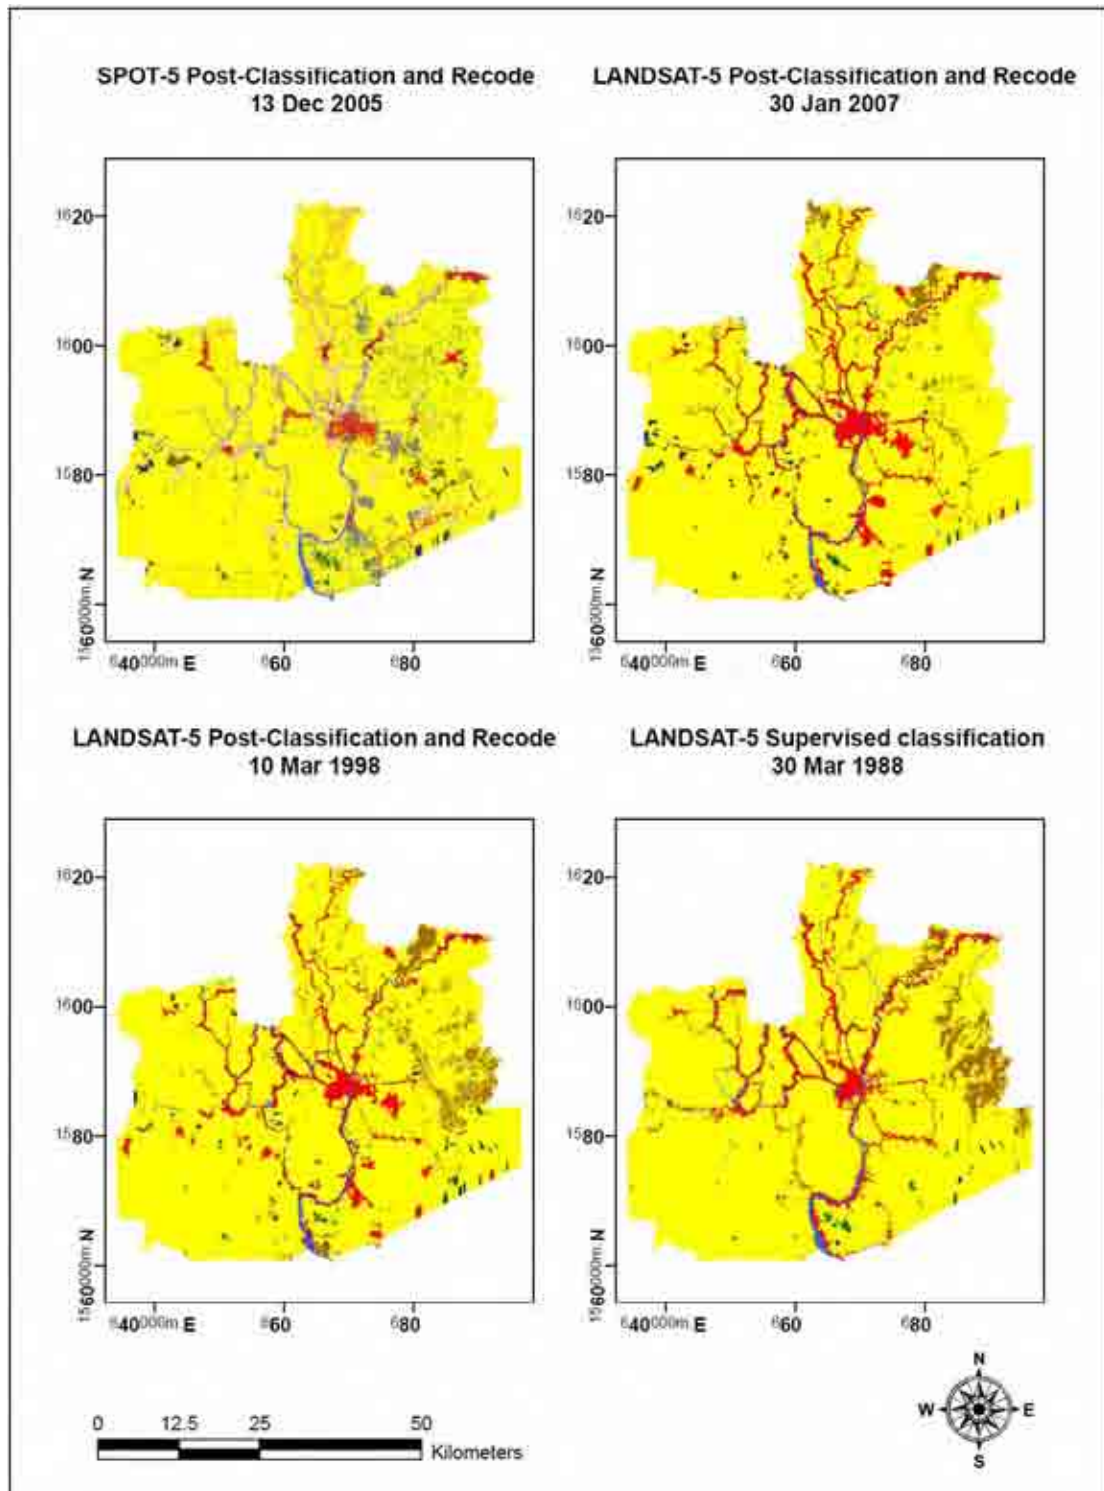 SPOT-5 Post-Classification and Recode
13 Dec 2005
LANDSAT-5 Post-Classification and Recode
30 Jan 2007
1620
1600
1580
1560000m. N
640000m. E
660
680
1620
1600
1580
1560000m. N
640000m. E
660
680
LANDSAT-5 Post-Classification and Recode
10 Mar 1998
LANDSAT-5 Supervised classification
30 Mar 1988
1620
1600
1580
1560000m. N
640000m. E
660
680
1620
1600
1580
1560000m. N
640000m. E
660
680
0 12.5 25 50
Kilometers
N
W E
S